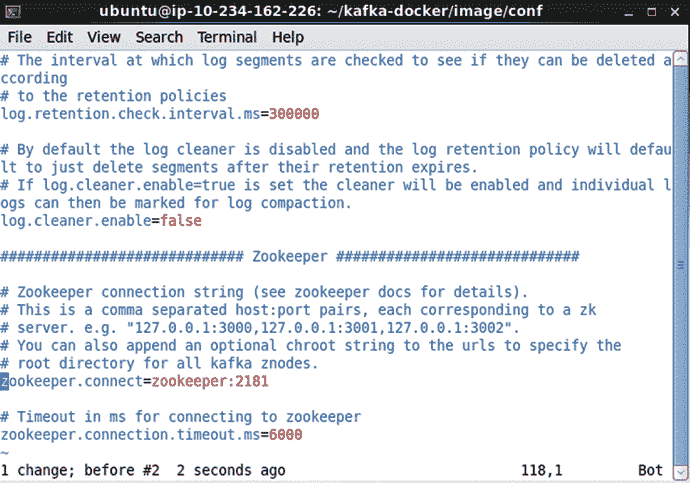 ubuntu@ip-10-234-162-226: ~/kafka-docker/image/conf
File Edit View Search Terminal Help
# The interval at which log segments are checked to see if they can be deleted a
ccording
# to the retention policies
log.retention.check.interval.ms=300000
# By default the log cleaner is disabled and the log retention policy will defau
lt to just delete segments after their retention expires.
# If log.cleaner.enable=true is set the cleaner will be enabled and individual l
ogs can then be marked for log compaction.
log.cleaner.enable=false
############################# Zookeeper #############################
# Zookeeper connection string (see zookeeper docs for details).
# This is a comma separated host:port pairs, each corresponding to a zk
# server. e.g. "127.0.0.1:3000,127.0.0.1:3001,127.0.0.1:3002".
# You can also append an optional chroot string to the urls to specify the
# root directory for all kafka znodes.
zookeeper.connect=zookeeper:2181
# Timeout in ms for connecting to zookeeper
zookeeper.connection.timeout.ms=6000
~
1 change; before #2  2 seconds ago 118,1 Bot